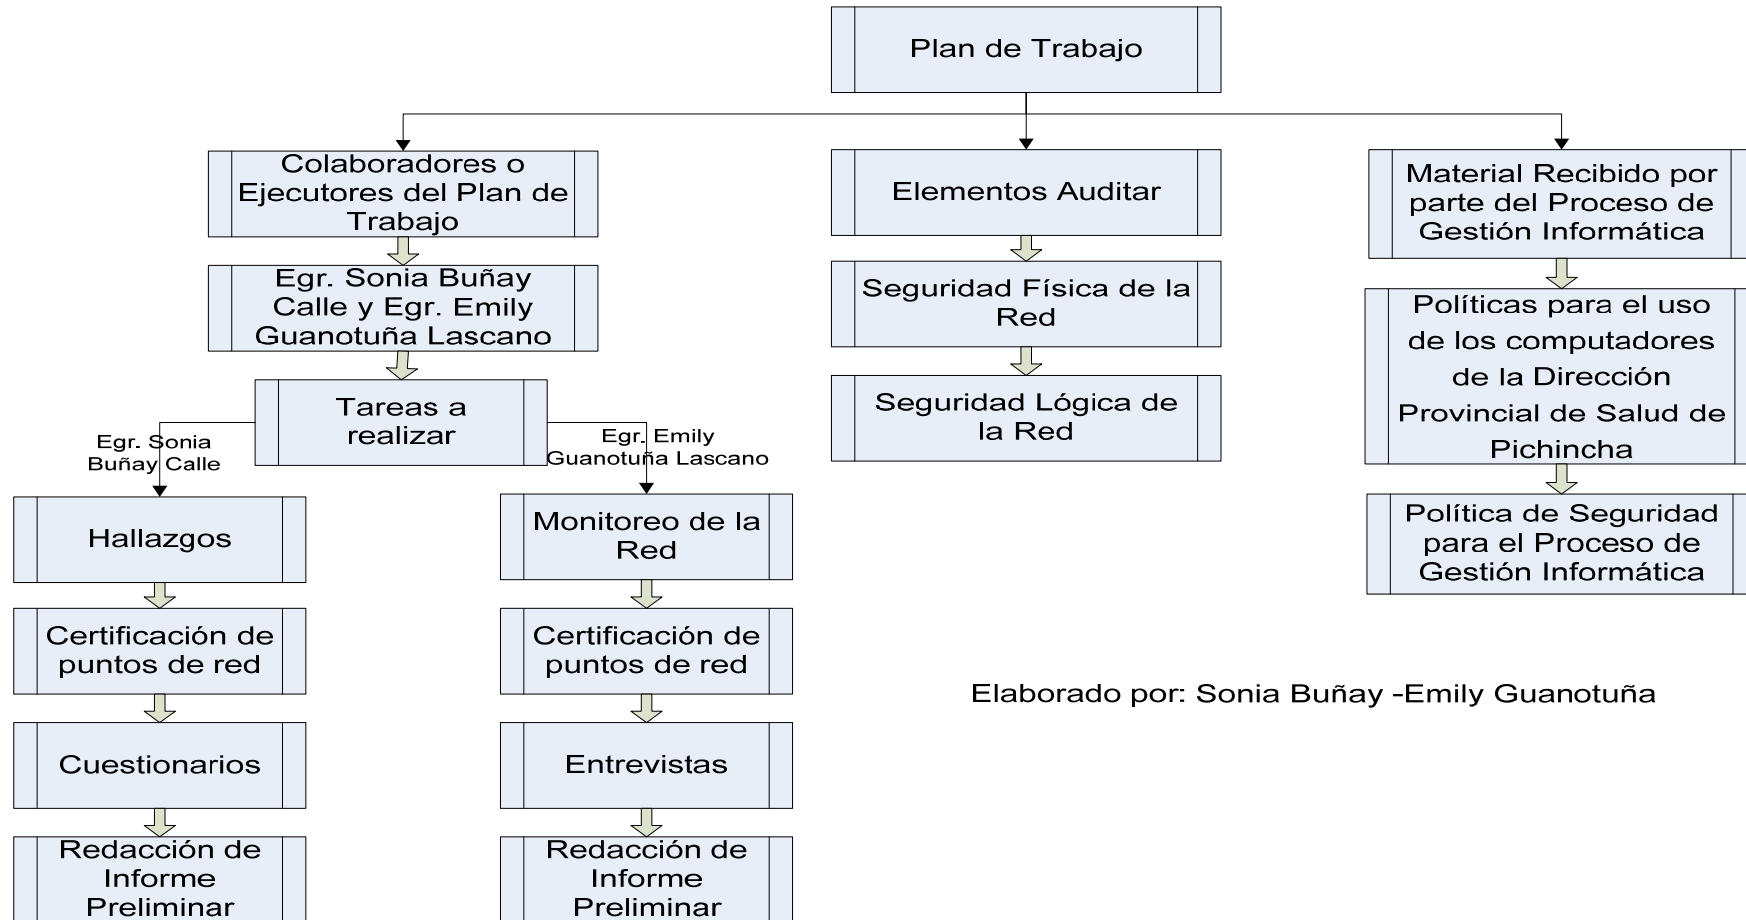 Plan de Trabajo
Colaboradores o
Ejecutores del Plan de
Trabajo
Egr. Sonia Buñay
Calle y Egr. Emily
Guanotuña Lascano
Tareas a
realizar
Egr. Sonia
Buñay Calle
Hallazgos
Certificación de
puntos de red
Cuestionarios
Redacción de
Informe
Preliminar
Egr. Emily
Guanotuña Lascano
Monitoreo de la
Red
Certificación de
puntos de red
Entrevistas
Redacción de
Informe
Preliminar
Elementos Auditar
Seguridad Física de la
Red
Seguridad Lógica de
la Red
Material Recibido por
parte del Proceso de
Gestión Informática
Políticas para el uso
de los computadores
de la Dirección
Provincial de Salud de
Pichincha
Política de Seguridad
para el Proceso de
Gestión Informática
Elaborado por: Sonia Buñay -Emily Guanotuña